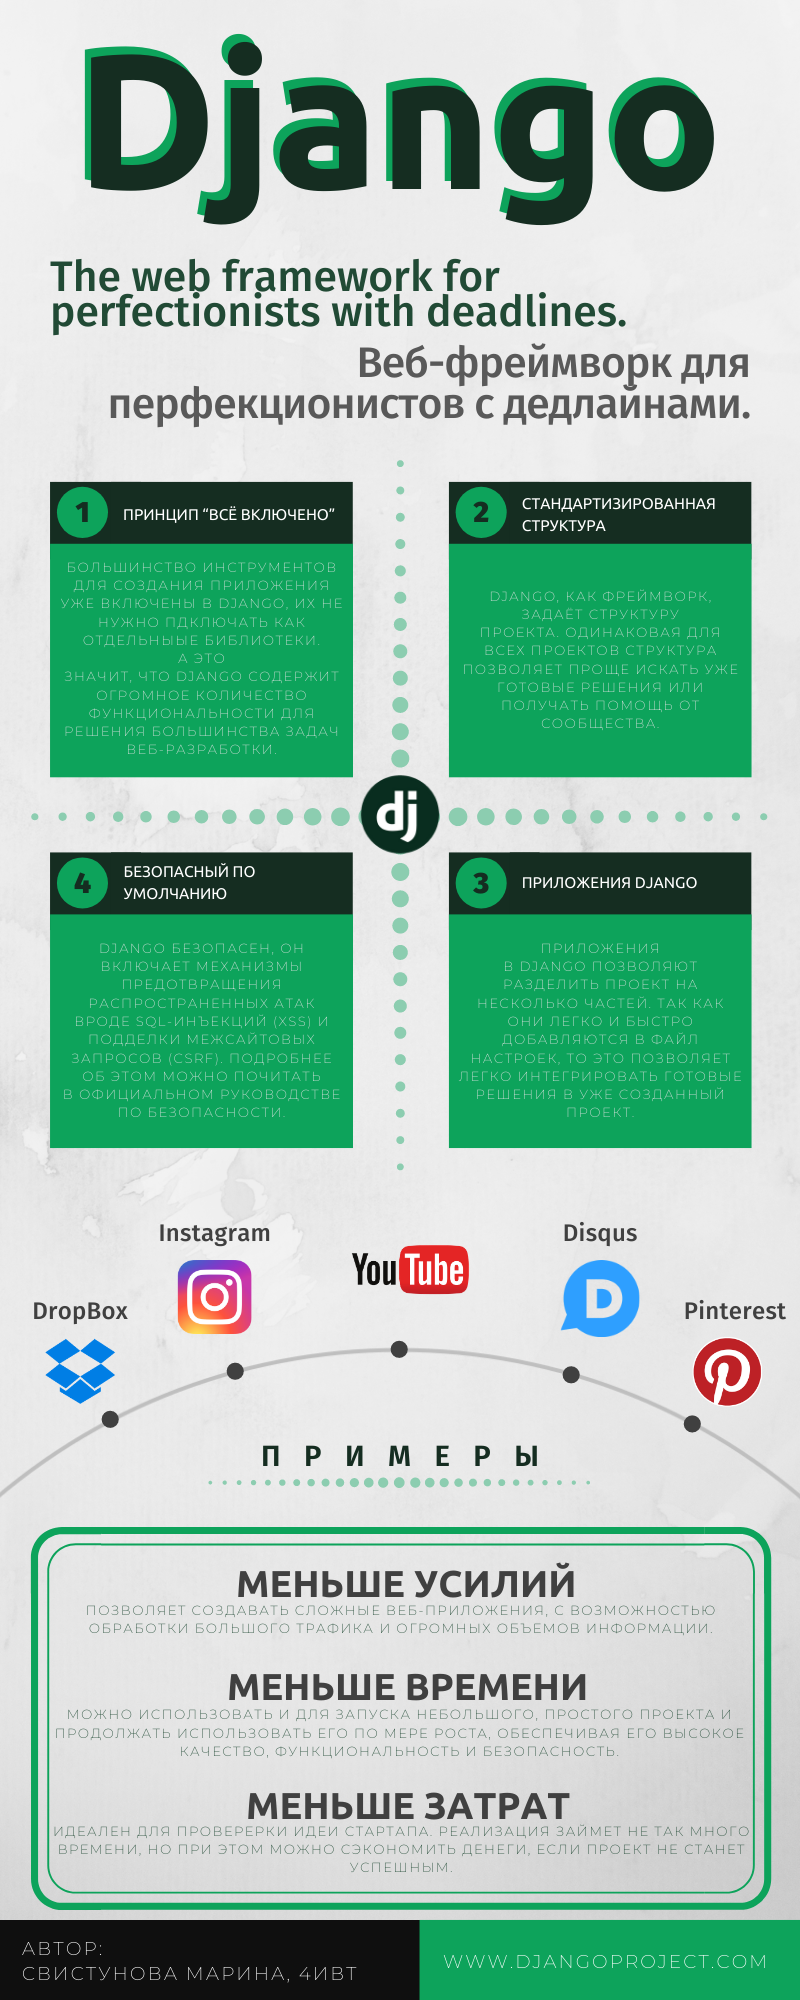 Django
The web framework for
perfectionists with deadlines.
Веб-фреймворк для
перфекционистов с дедлайнами.
1
ПРИНЦИП “ВСЁ ВКЛЮЧЕНО”
БОЛЬШИНСТВО ИНСТРУМЕНТОВ
ДЛЯ СОЗДАНИЯ ПРИЛОЖЕНИЯ
УЖЕ ВКЛЮЧЕНЫ В DJANGO, ИХ НЕ
НУЖНО ПДКЛЮЧАТЬ КАК
ОТДЕЛЬНЫЫЕ БИБЛИОТЕКИ.
А ЭТО
ЗНАЧИТ, ЧТО DJANGO СОДЕРЖИТ
ОГРОМНОЕ КОЛИЧЕСТВО
ФУНКЦИОНАЛЬНОСТИ ДЛЯ
РЕШЕНИЯ БОЛЬШИНСТВА ЗАДАЧ
ВЕБ-РАЗРАБОТКИ.
2
СТАНДАРТИЗИРОВАННАЯ
СТРУКТУРА
DJANGO, КАК ФРЕЙМВОРК,
ЗАДАЁТ СТРУКТУРУ
ПРОЕКТА. ОДИНАКОВАЯ ДЛЯ
ВСЕХ ПРОЕКТОВ СТРУКТУРА
ПОЗВОЛЯЕТ ПРОЩЕ ИСКАТЬ УЖЕ
ГОТОВЫЕ РЕШЕНИЯ ИЛИ
ПОЛУЧАТЬ ПОМОЩЬ ОТ
СООБЩЕСТВА.
dj
4
БЕЗОПАСНЫЙ ПО
УМОЛЧАНИЮ
DJANGO БЕЗОПАСЕН, ОН
ВКЛЮЧАЕТ МЕХАНИЗМЫ
ПРЕДОТВРАЩЕНИЯ
РАСПРОСТРАНЕННЫХ АТАК
ВРОДЕ SQL-ИНЪЕКЦИЙ (XSS) И
ПОДДЕЛКИ МЕЖСАЙТОВЫХ
ЗАПРОСОВ (CSRF). ПОДРОБНЕЕ
ОБ ЭТОМ МОЖНО ПОЧИТАТЬ
В ОФИЦИАЛЬНОМ РУКОВОДСТВЕ
ПО БЕЗОПАСНОСТИ.
3
ПРИЛОЖЕНИЯ DJANGO
ПРИЛОЖЕНИЯ
В DJANGO ПОЗВОЛЯЮТ
РАЗДЕЛИТЬ ПРОЕКТ НА
НЕСКОЛЬКО ЧАСТЕЙ. ТАК КАК
ОНИ ЛЕГКО И БЫСТРО
ДОБАВЛЯЮТСЯ В ФАЙЛ
НАСТРОЕК, ТО ЭТО ПОЗВОЛЯЕТ
ЛЕГКО ИНТЕГРИРОВАТЬ ГОТОВЫЕ
РЕШЕНИЯ В УЖЕ СОЗДАННЫЙ
ПРОЕКТ.
DropBox
Instagram
YouTube
Disqus
D
Pinterest
ПРИМЕРЫ
МЕНЬШЕ УСИЛИЙ
ПОЗВОЛЯЕТ СОЗДАВАТЬ СЛОЖНЫЕ ВЕБ-ПРИЛОЖЕНИЯ, С ВОЗМОЖНОСТЬЮ
ОБРАБОТКИ БОЛЬШОГО ТРАФИКА И ОГРОМНЫХ ОБЪЕМОВ ИНФОРМАЦИИ.
МЕНЬШЕ ВРЕМЕНИ
МОЖНО ИСПОЛЬЗОВАТЬ И ДЛЯ ЗАПУСКА НЕБОЛЬШОГО, ПРОСТОГО ПРОЕКТА И
ПРОДОЛЖАТЬ ИСПОЛЬЗОВАТЬ ЕГО ПО МЕРЕ РОСТА, ОБЕСПЕЧИВАЯ ЕГО ВЫСОКОЕ
КАЧЕСТВО, ФУНКЦИОНАЛЬНОСТЬ И БЕЗОПАСНОСТЬ.
МЕНЬШЕ ЗАТРАТ
ИДЕАЛЕН ДЛЯ ПРОВЕРЕРКИ ИДЕИ СТАРТАПА. РЕАЛИЗАЦИЯ ЗАЙМЕТ НЕ ТАК МНОГО
ВРЕМЕНИ, НО ПРИ ЭТОМ МОЖНО СЭКОНОМИТЬ ДЕНЕГИ, ЕСЛИ ПРОЕКТ НЕ СТАНЕТ
УСПЕШНЫМ.
АВТОР:
СВИСТУНОВА МАРИНА, 4ИВТ
WWW.DJANGOPROJECT.COM